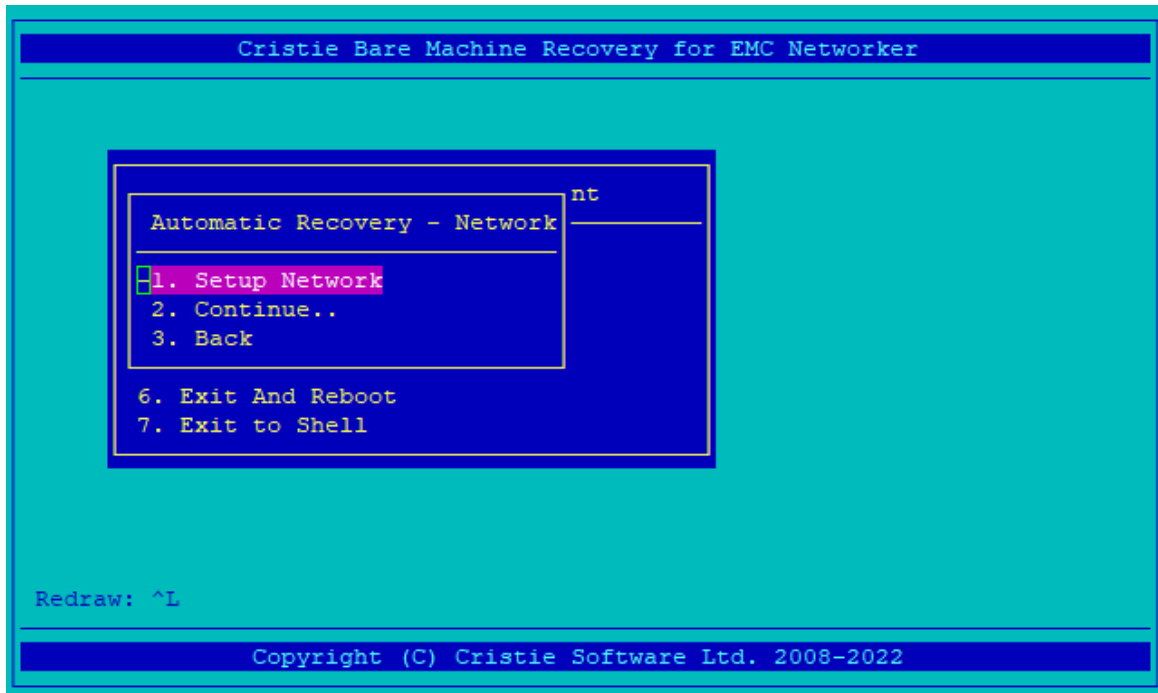 Cristie Bare Machine Recovery for EMC Networker
nt
Automatic Recovery - Network
1. Setup Network
2. Continue..
3. Back
6. Exit And Reboot
7. Exit to Shell
Redraw: ^L
Copyright (C) Cristie Software Ltd. 2008-2022